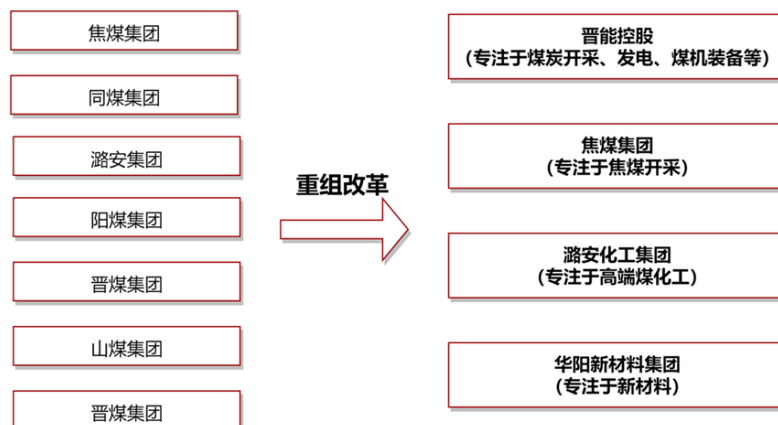 焦煤集团
同煤集团
潞安集团
阳煤集团
晋煤集团
山煤集团
晋煤集团
重组改革
晋能控股
(专注于煤炭开采、发电、煤机装备等)
焦煤集团
(专注于焦煤开采)
潞安化工集团
(专注于高端煤化工)
华阳新材料集团
(专注于新材料)